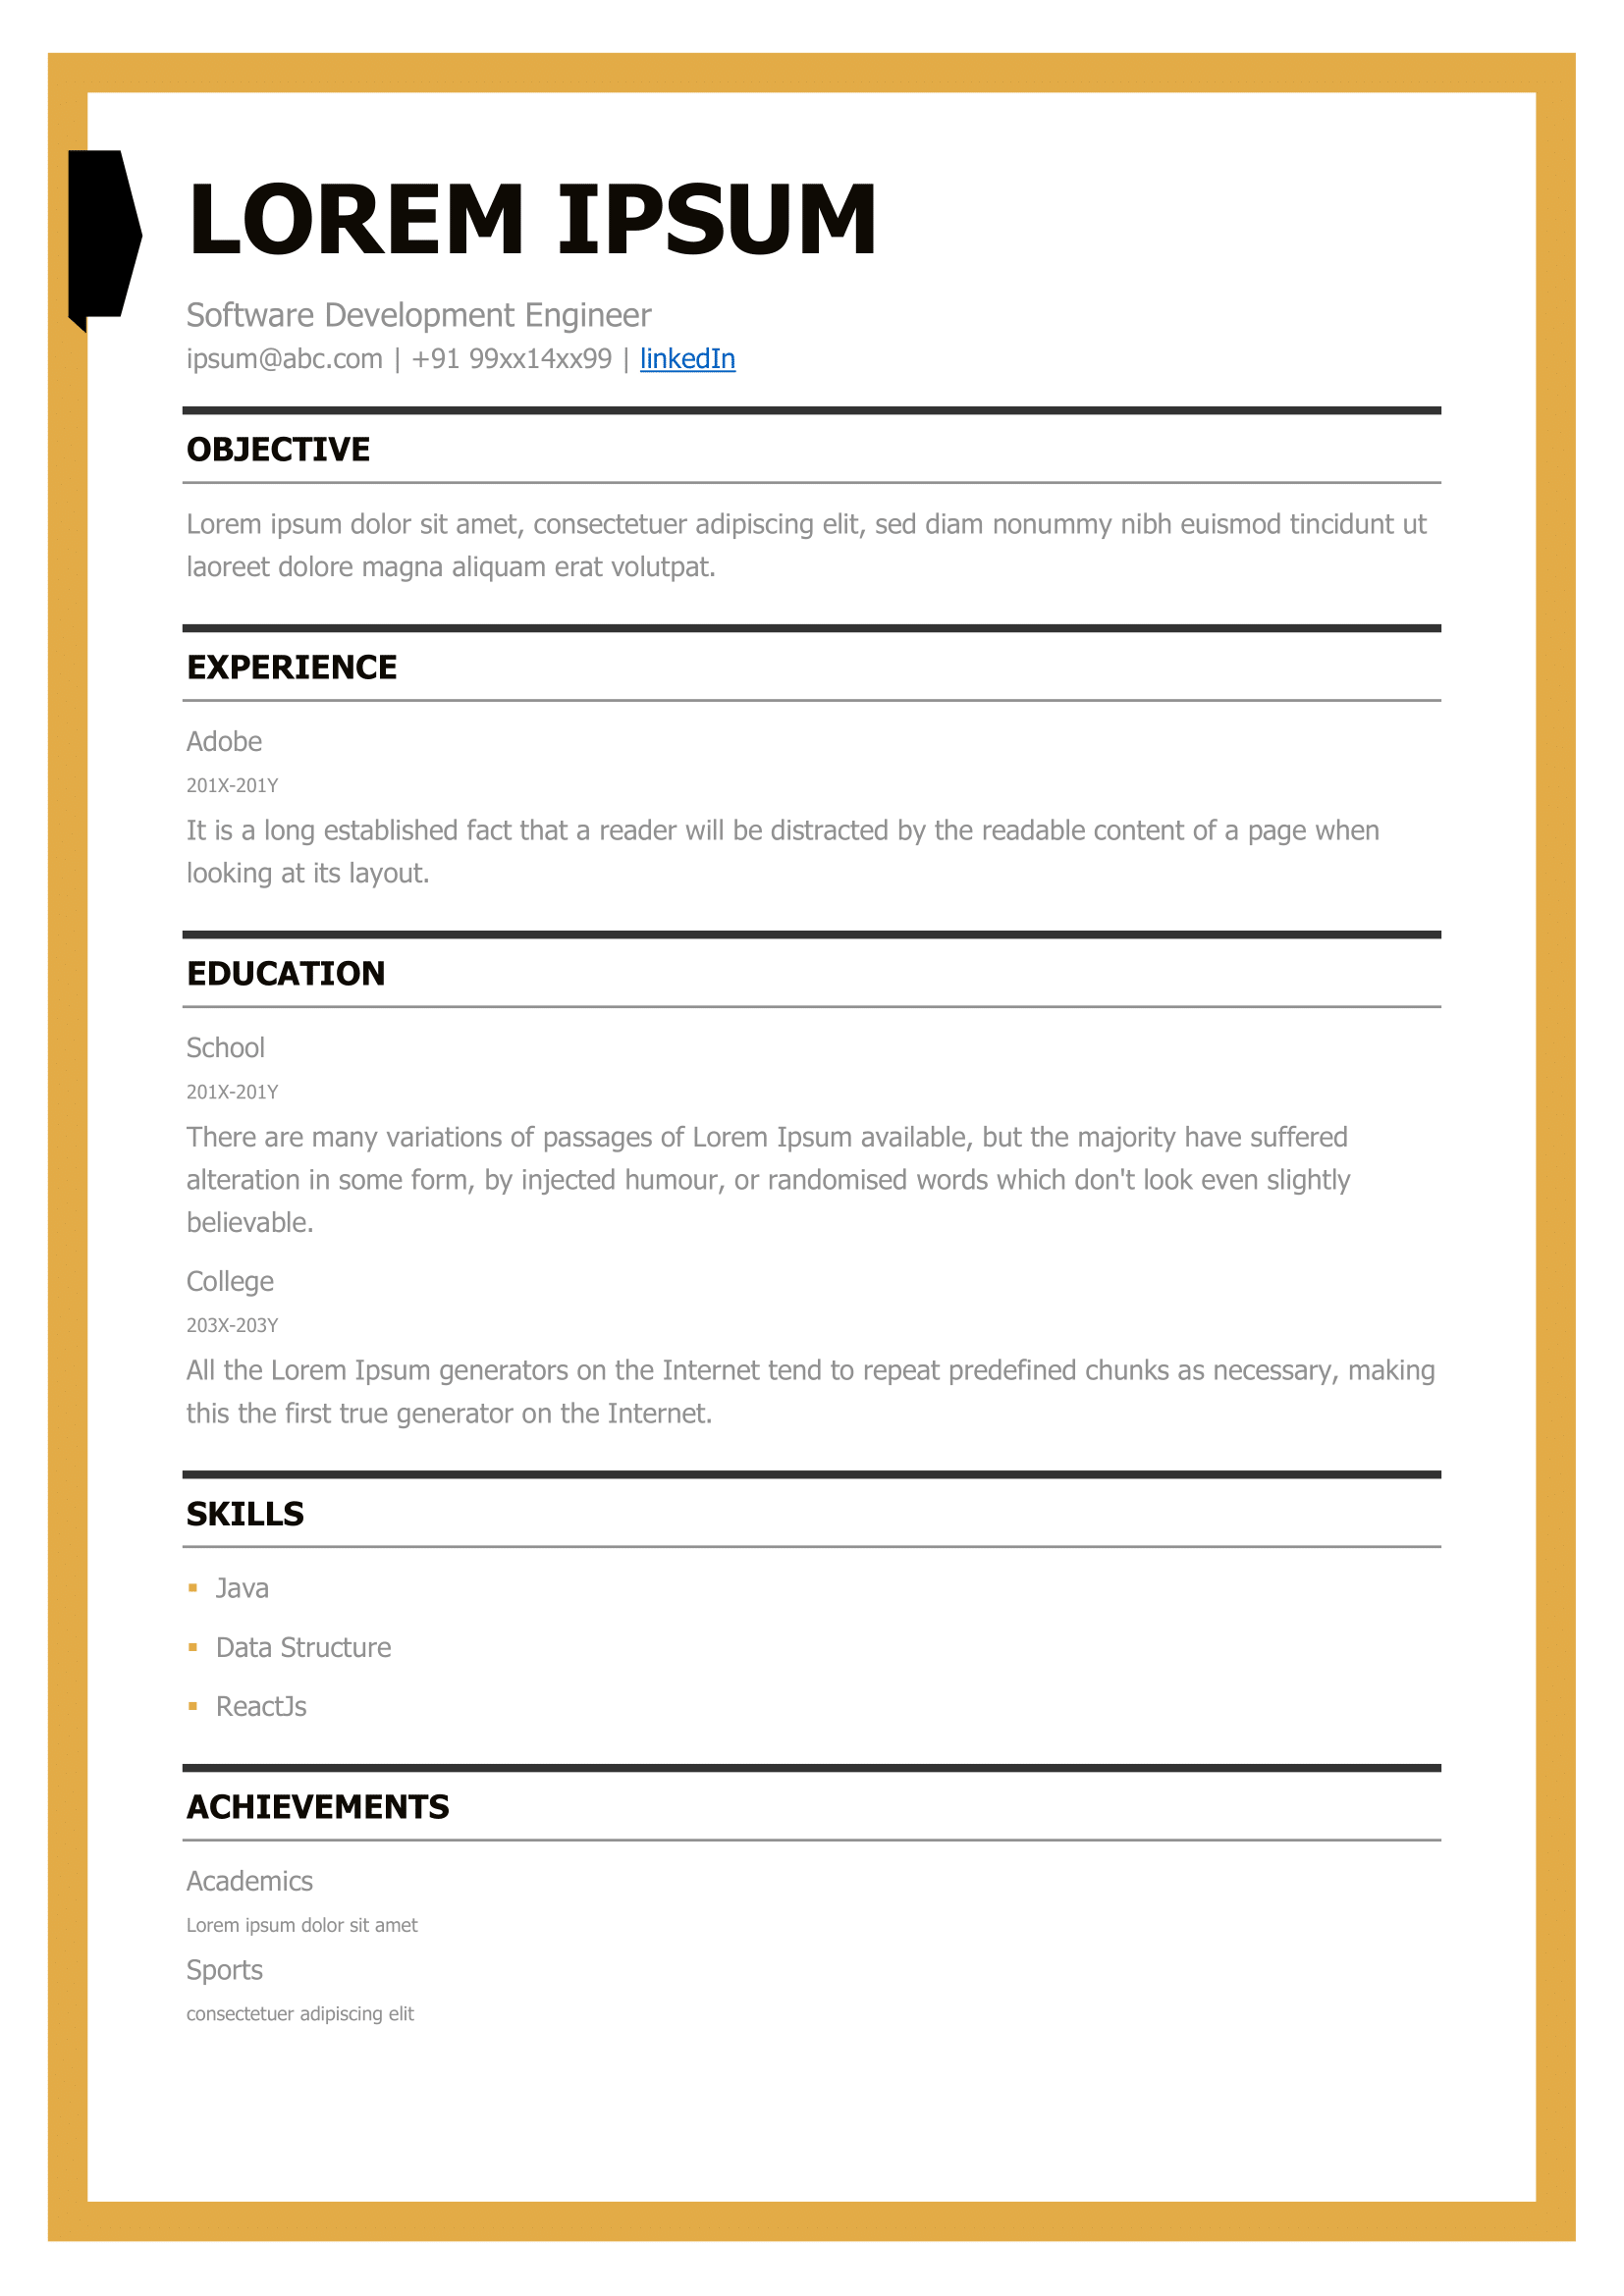 LOREM IPSUM
Software Development Engineer
ipsum@abc.com | +91 99xx14xx99 | linkedIn
OBJECTIVE
Lorem ipsum dolor sit amet, consectetuer adipiscing elit, sed diam nonummy nibh euismod tincidunt ut
laoreet dolore magna aliquam erat volutpat.
EXPERIENCE
Adobe
201X-201Y
It is a long established fact that a reader will be distracted by the readable content of a page when
looking at its layout.
EDUCATION
School
201X-201Y
There are many variations of passages of Lorem Ipsum available, but the majority have suffered
alteration in some form, by injected humour, or randomised words which don't look even slightly
believable.
College
203X-203Y
All the Lorem Ipsum generators on the Internet tend to repeat predefined chunks as necessary, making
this the first true generator on the Internet.
SKILLS
▪ Java
▪ Data Structure
▪ ReactJs
ACHIEVEMENTS
Academics
Lorem ipsum dolor sit amet
Sports
consectetuer adipiscing elit